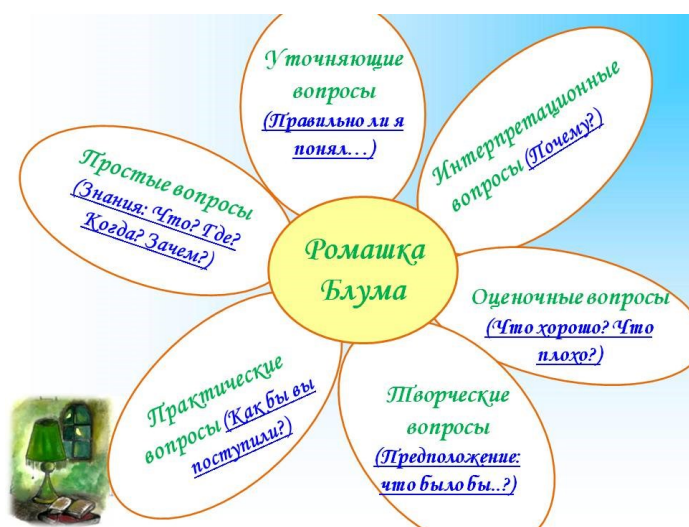 Уточняющие
вопросы
(Правильно ли я
понял…)
Интерпретационные
вопросы (Почему?)
Простые вопросы
(Знания: Что? Где?
Когда? Зачем?)
Ромашка
Блума
Оценочные вопросы
(Что хорошо? Что
плохо?)
Практические
вопросы (Как бы вы
поступили?)
Творческие
вопросы
(Предположение:
что было бы..?)